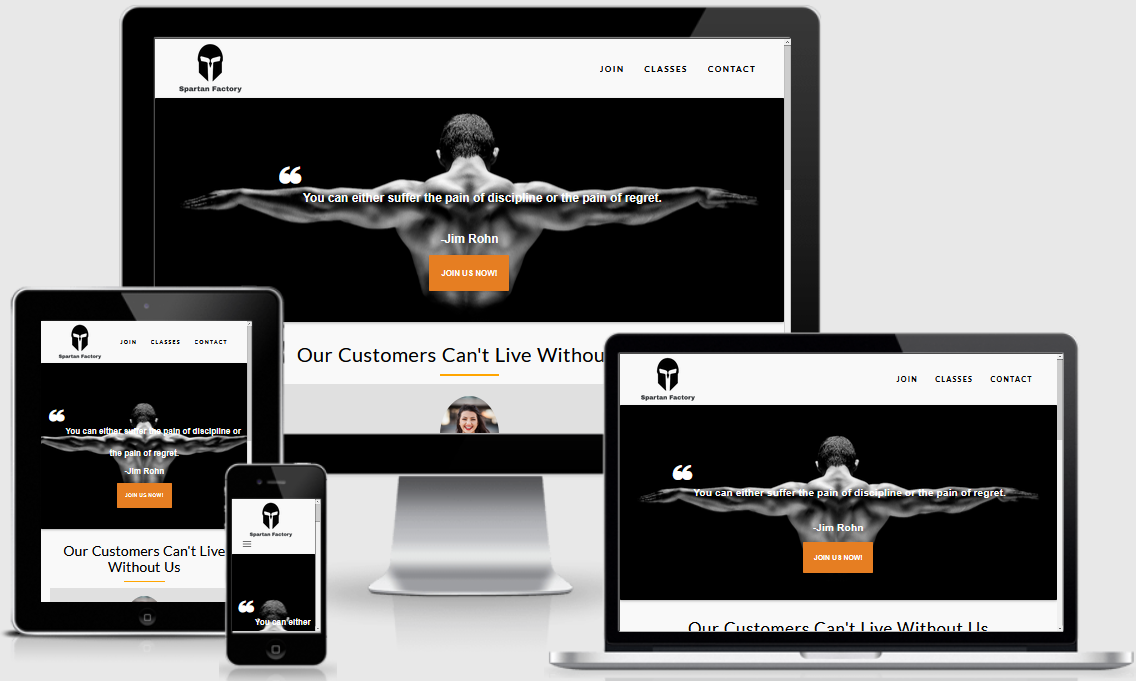 Spartan Factory
JOIN CLASSES CONTACT
❝
You can either suffer the pain of discipline or the pain of regret.
-Jim Rohn
JOIN US NOW!
Our Customers Can't Live Withou
Spartan Factory
JOIN CLASSES CONTACT
❝
You can either suffer the pain of discipline or
the pain of regret.
-Jim Rohn
JOIN US NOW!
Our Customers Can't Live
Without Us
Spartan Factory
❝
You can either
Spartan Factory
JOIN CLASSES CONTACT
❝
You can either suffer the pain of discipline or the pain of regret.
-Jim Rohn
JOIN US NOW!
Our Customers Can't Live Without Us